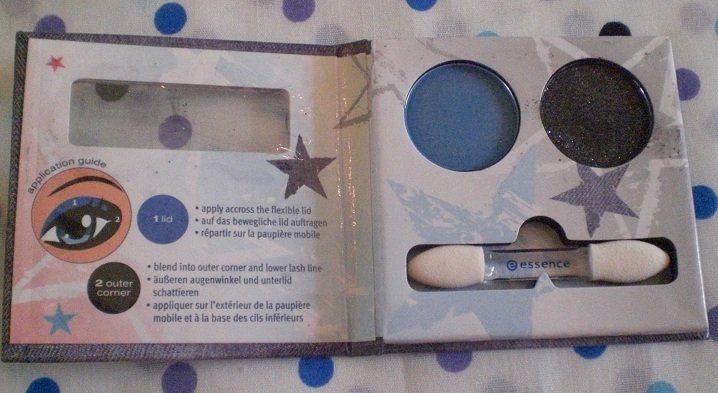 application guide
1
2
1 lid
• apply accross the flexible lid
• auf das bewegliche lid auftragen
• répartir sur la paupière mobile
2 outer
corner
• blend into outer corner and lower lash line
• äußeren augenwinkel und unterlid
schattieren
• appliquer sur l'extérieur de la paupière
mobile et à la base des cils inférieurs
e essence